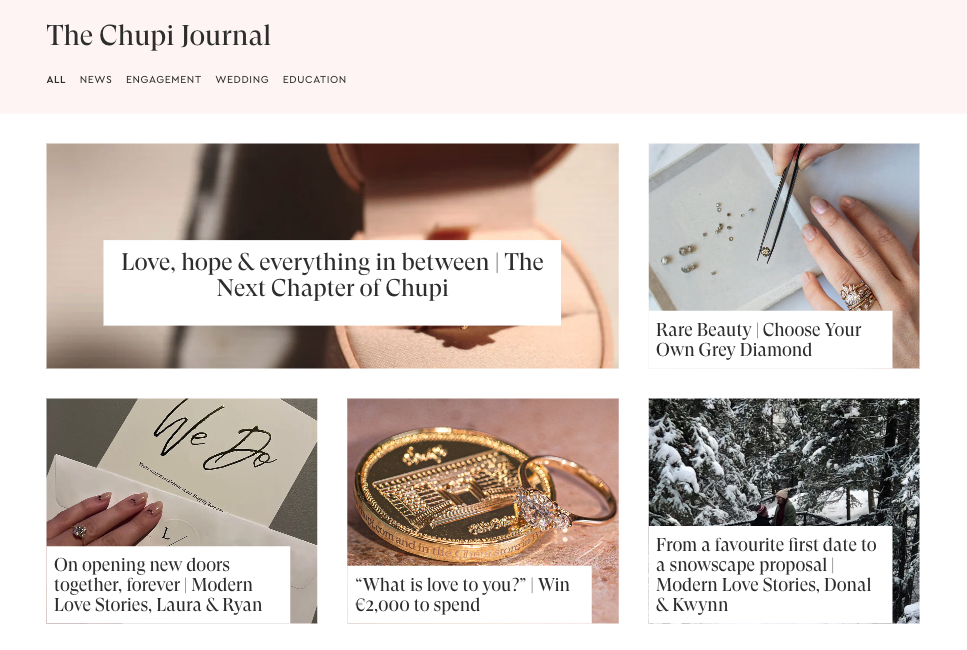 The Chupi Journal
ALL NEWS ENGAGEMENT WEDDING EDUCATION
Love, hope & everything in between | The
Next Chapter of Chupi
Rare Beauty | Choose Your
Own Grey Diamond
We Do
L
On opening new doors
together, forever | Modern
Love Stories, Laura & Ryan
“What is love to you?” | Win
€2,000 to spend
From a favourite first date to
a snowscape proposal |
Modern Love Stories, Donal
& Kwynn